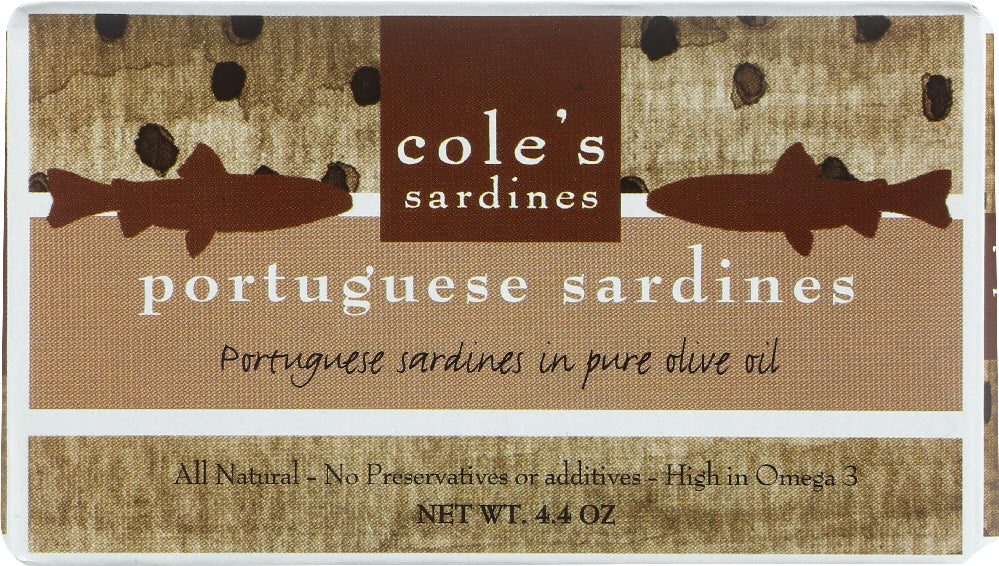 cole's
sardines
portuguese sardines
Portuguese sardines in pure olive oil
All Natural - No Preservatives or additives - High in Omega 3
NET WT. 4.4 OZ